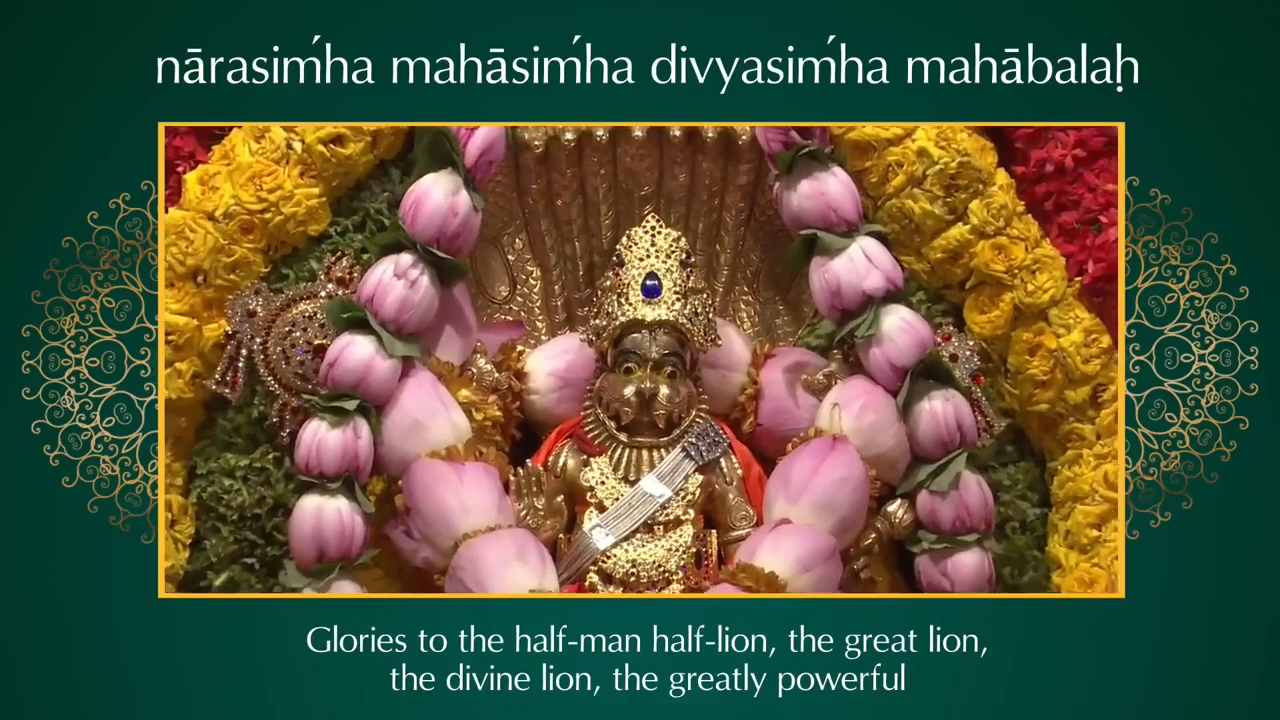 nārasiḿha mahāsiḿha divyasiḿha mahābalaḥ
Glories to the half-man half-lion, the great lion,
the divine lion, the greatly powerful